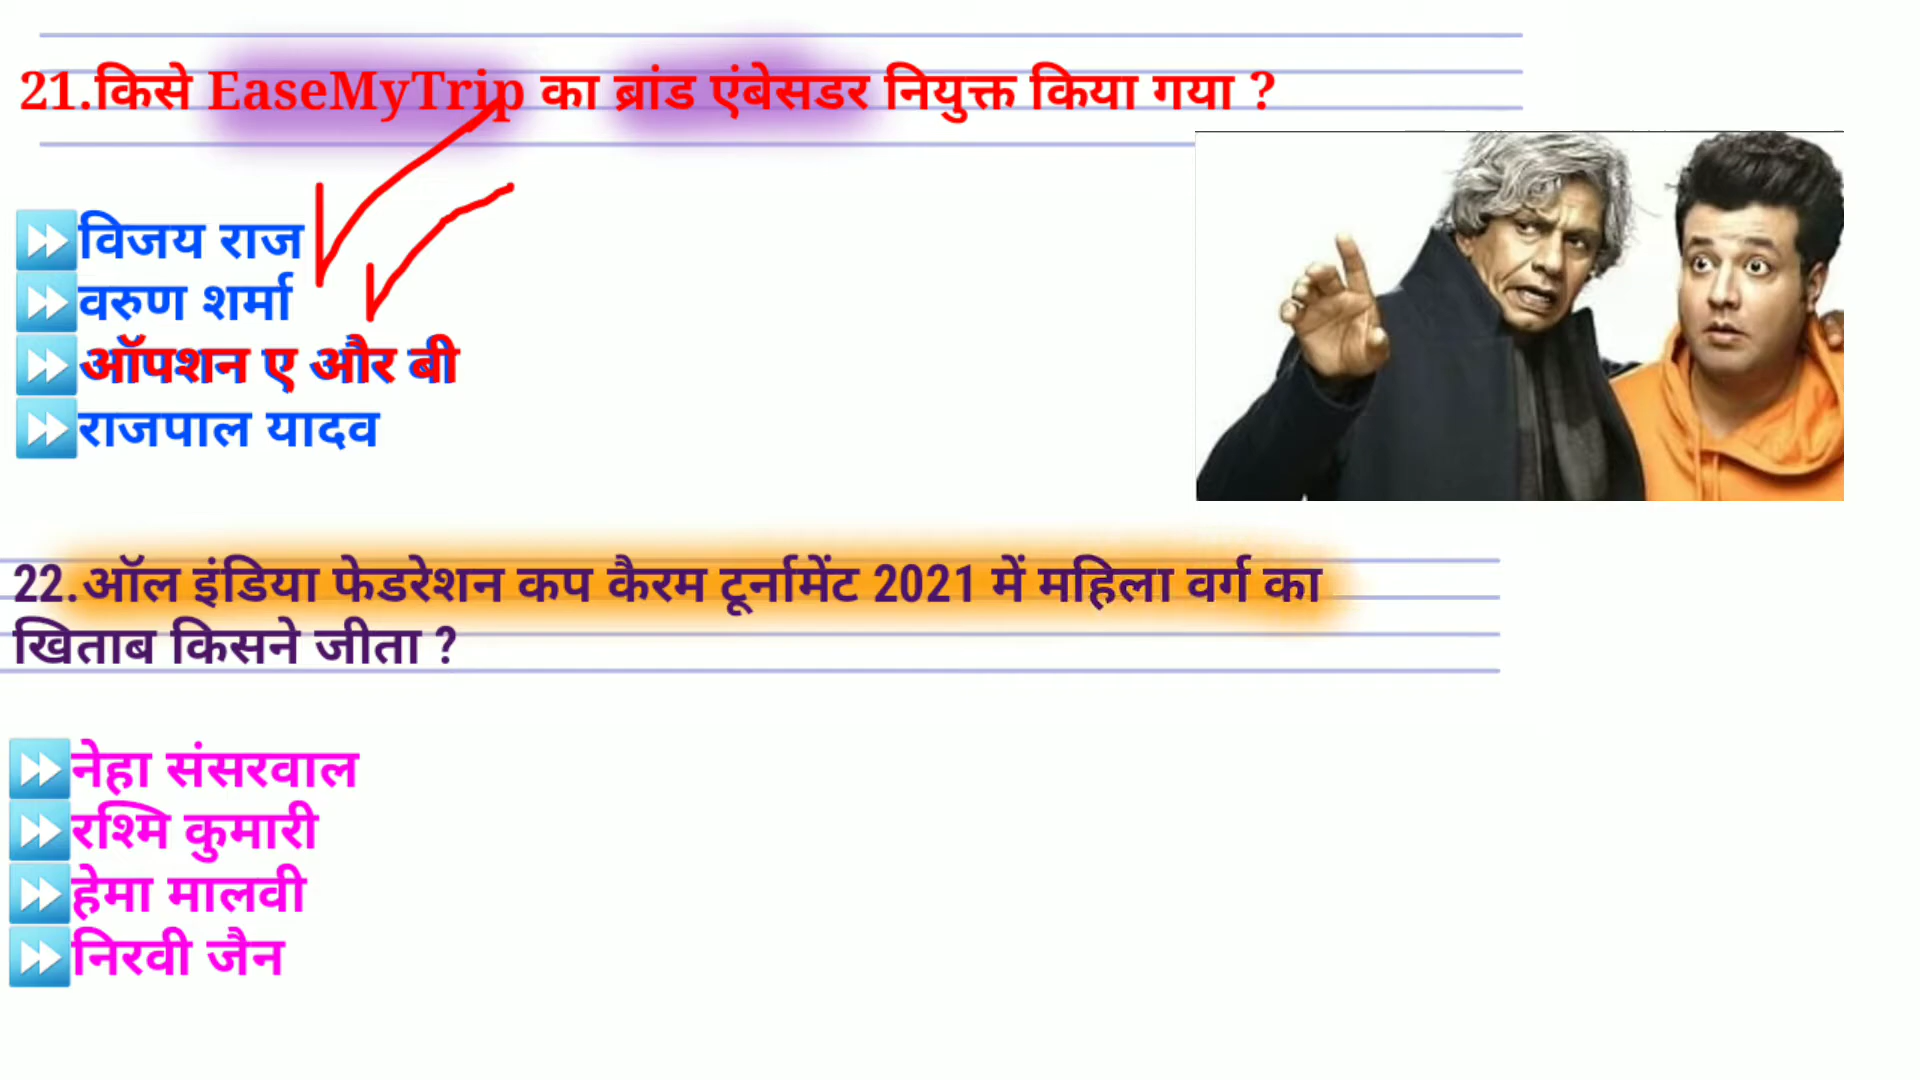 21.किसे EaseMyTrip का ब्रांड एंबेसडर नियुक्त किया गया ?
⏩विजय राज
⏩वरुण शर्मा
⏩ऑपशन ए और बी
⏩राजपाल यादव
22.ऑल इंडिया फेडरेशन कप कैरम टूर्नामेंट 2021 में महिला वर्ग का
खिताब किसने जीता ?
⏩नेहा संसरवाल
⏩रश्मि कुमारी
⏩हेमा मालवी
⏩निरवी जैन